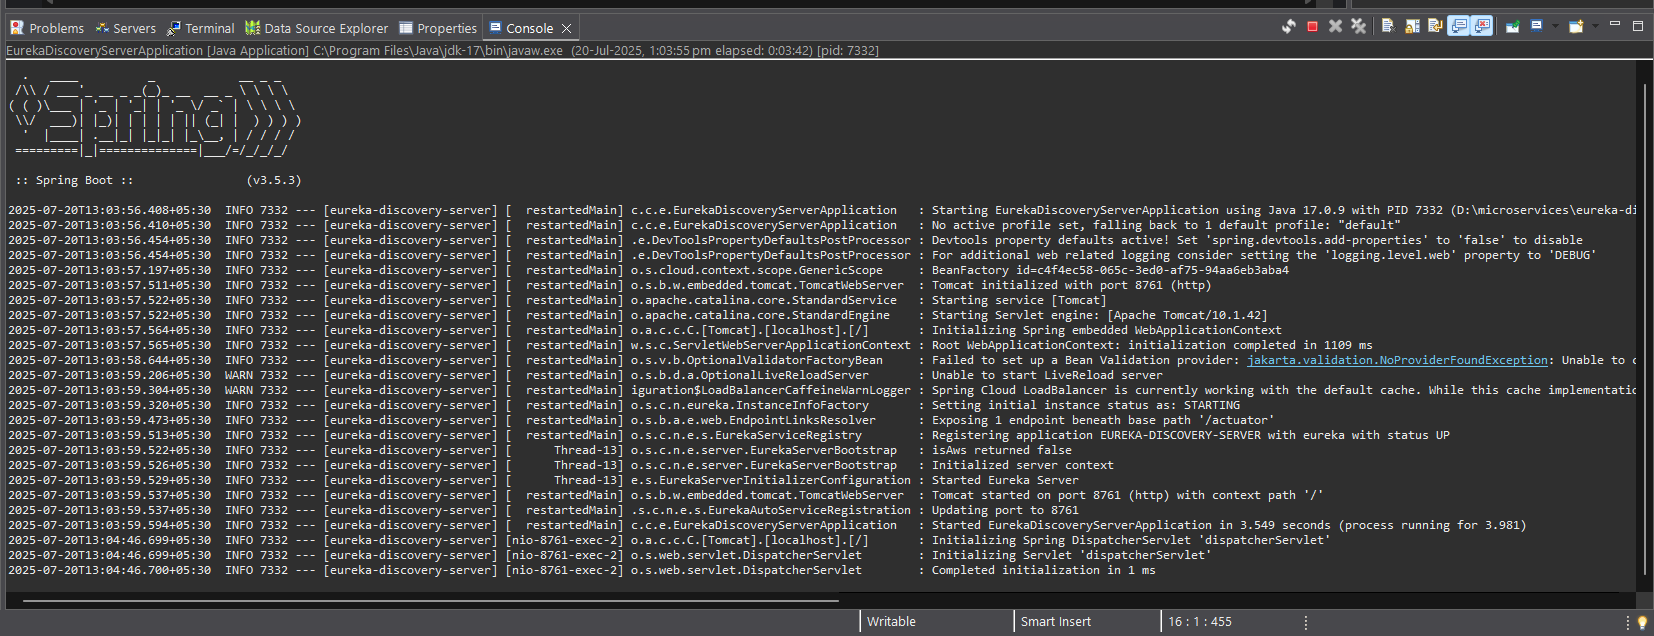 Problems Servers Terminal Data Source Explorer Properties Console
EurekaDiscoveryServerApplication [Java Application] C:\Program Files\Java\jdk-17\bin\javaw.exe (20-Jul-2025, 1:03:55 pm elapsed: 0:03:42) [pid: 7332]
  .   ____          _            __ _ _
 /\\ / ___'_ __ _ _(_)_ __  __ _ \ \ \ \
( ( )\___ | '_ | '_| | '_ \/ _` | \ \ \ \
 \\/  ___)| |_)| | | | | || (_| |  ) ) ) )
  '  |____| .__|_| |_|_| |_\__, | / / / /
 =========|_|==============|___/=/_/_/_/
 :: Spring Boot ::                (v3.5.3)
2025-07-20T13:03:56.408+05:30  INFO 7332 --- [eureka-discovery-server] [  restartedMain] c.c.e.EurekaDiscoveryServerApplication   : Starting EurekaDiscoveryServerApplication using Java 17.0.9 with PID 7332 (D:\microservices\eureka-di
2025-07-20T13:03:56.410+05:30  INFO 7332 --- [eureka-discovery-server] [  restartedMain] c.c.e.EurekaDiscoveryServerApplication   : No active profile set, falling back to 1 default profile: "default"
2025-07-20T13:03:56.454+05:30  INFO 7332 --- [eureka-discovery-server] [  restartedMain] .e.DevToolsPropertyDefaultsPostProcessor : Devtools property defaults active! Set 'spring.devtools.add-properties' to 'false' to disable
2025-07-20T13:03:56.454+05:30  INFO 7332 --- [eureka-discovery-server] [  restartedMain] .e.DevToolsPropertyDefaultsPostProcessor : For additional web related logging consider setting the 'logging.level.web' property to 'DEBUG'
2025-07-20T13:03:57.197+05:30  INFO 7332 --- [eureka-discovery-server] [  restartedMain] o.s.cloud.context.scope.GenericScope     : BeanFactory id=c4f4ec58-065c-3ed0-af75-94aa6eb3aba4
2025-07-20T13:03:57.511+05:30  INFO 7332 --- [eureka-discovery-server] [  restartedMain] o.s.b.w.embedded.tomcat.TomcatWebServer  : Tomcat initialized with port 8761 (http)
2025-07-20T13:03:57.522+05:30  INFO 7332 --- [eureka-discovery-server] [  restartedMain] o.apache.catalina.core.StandardService   : Starting service [Tomcat]
2025-07-20T13:03:57.522+05:30  INFO 7332 --- [eureka-discovery-server] [  restartedMain] o.apache.catalina.core.StandardEngine    : Starting Servlet engine: [Apache Tomcat/10.1.42]
2025-07-20T13:03:57.564+05:30  INFO 7332 --- [eureka-discovery-server] [  restartedMain] o.a.c.c.C.[Tomcat].[localhost].[/]       : Initializing Spring embedded WebApplicationContext
2025-07-20T13:03:57.565+05:30  INFO 7332 --- [eureka-discovery-server] [  restartedMain] w.s.c.ServletWebServerApplicationContext : Root WebApplicationContext: initialization completed in 1109 ms
2025-07-20T13:03:58.644+05:30  INFO 7332 --- [eureka-discovery-server] [  restartedMain] o.s.v.b.OptionalValidatorFactoryBean     : Failed to set up a Bean Validation provider: jakarta.validation.NoProviderFoundException: Unable to c
2025-07-20T13:03:59.206+05:30  WARN 7332 --- [eureka-discovery-server] [  restartedMain] o.s.b.d.a.OptionalLiveReloadServer       : Unable to start LiveReload server
2025-07-20T13:03:59.304+05:30  WARN 7332 --- [eureka-discovery-server] [  restartedMain] iguration$LoadBalancerCaffeineWarnLogger : Spring Cloud LoadBalancer is currently working with the default cache. While this cache implementatic
2025-07-20T13:03:59.320+05:30  INFO 7332 --- [eureka-discovery-server] [  restartedMain] o.s.c.n.eureka.InstanceInfoFactory       : Setting initial instance status as: STARTING
2025-07-20T13:03:59.473+05:30  INFO 7332 --- [eureka-discovery-server] [  restartedMain] o.s.b.a.e.web.EndpointLinksResolver      : Exposing 1 endpoint beneath base path '/actuator'
2025-07-20T13:03:59.513+05:30  INFO 7332 --- [eureka-discovery-server] [  restartedMain] o.s.c.n.e.s.EurekaServiceRegistry        : Registering application EUREKA-DISCOVERY-SERVER with eureka with status UP
2025-07-20T13:03:59.522+05:30  INFO 7332 --- [eureka-discovery-server] [      Thread-13] o.s.c.n.e.server.EurekaServerBootstrap   : isAws returned false
2025-07-20T13:03:59.526+05:30  INFO 7332 --- [eureka-discovery-server] [      Thread-13] o.s.c.n.e.server.EurekaServerBootstrap   : Initialized server context
2025-07-20T13:03:59.529+05:30  INFO 7332 --- [eureka-discovery-server] [      Thread-13] e.s.EurekaServerInitializerConfiguration : Started Eureka Server
2025-07-20T13:03:59.537+05:30  INFO 7332 --- [eureka-discovery-server] [  restartedMain] o.s.b.w.embedded.tomcat.TomcatWebServer  : Tomcat started on port 8761 (http) with context path '/'
2025-07-20T13:03:59.537+05:30  INFO 7332 --- [eureka-discovery-server] [  restartedMain] .s.c.n.e.s.EurekaAutoServiceRegistration : Updating port to 8761
2025-07-20T13:03:59.594+05:30  INFO 7332 --- [eureka-discovery-server] [  restartedMain] c.c.e.EurekaDiscoveryServerApplication   : Started EurekaDiscoveryServerApplication in 3.549 seconds (process running for 3.981)
2025-07-20T13:04:46.699+05:30  INFO 7332 --- [eureka-discovery-server] [nio-8761-exec-2] o.a.c.c.C.[Tomcat].[localhost].[/]       : Initializing Spring DispatcherServlet 'dispatcherServlet'
2025-07-20T13:04:46.699+05:30  INFO 7332 --- [eureka-discovery-server] [nio-8761-exec-2] o.s.web.servlet.DispatcherServlet        : Initializing Servlet 'dispatcherServlet'
2025-07-20T13:04:46.700+05:30  INFO 7332 --- [eureka-discovery-server] [nio-8761-exec-2] o.s.web.servlet.DispatcherServlet        : Completed initialization in 1 ms
Writable Smart Insert 16 : 1 : 455